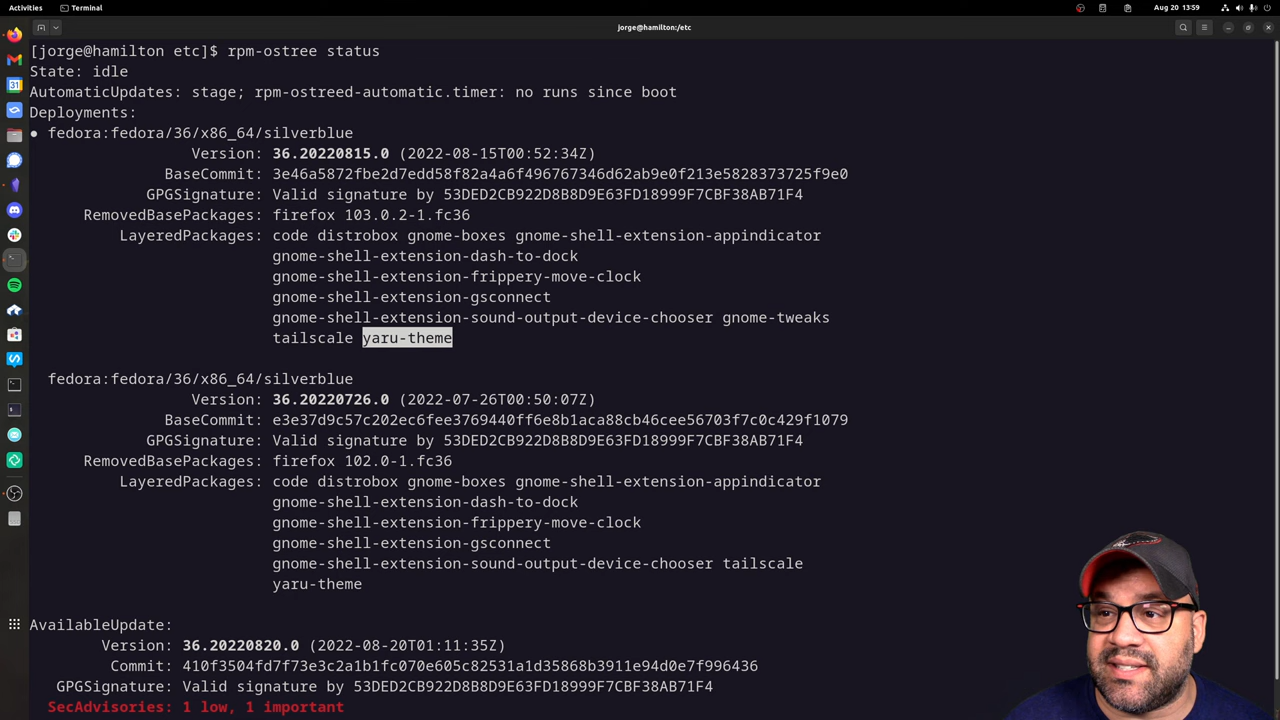 Activities
Terminal
Aug 20 13:59
jorge@hamilton:/etc
[jorge@hamilton etc]$ rpm-ostree status
State: idle
AutomaticUpdates: stage; rpm-ostreed-automatic.timer: no runs since boot
Deployments:
● fedora:fedora/36/x86_64/silverblue
Version: 36.20220815.0 (2022-08-15T00:52:34Z)
BaseCommit: 3e46a5872fbe2d7edd58f82a4a6f496767346d62ab9e0f213e5828373725f9e0
GPGSignature: Valid signature by 53DED2CB922D8B8D9E63FD18999F7CBF38AB71F4
RemovedBasePackages: firefox 103.0.2-1.fc36
LayeredPackages: code distrobox gnome-boxes gnome-shell-extension-appindicator
gnome-shell-extension-dash-to-dock
gnome-shell-extension-frippery-move-clock
gnome-shell-extension-gsconnect
gnome-shell-extension-sound-output-device-chooser gnome-tweaks
tailscale yaru-theme
fedora:fedora/36/x86_64/silverblue
Version: 36.20220726.0 (2022-07-26T00:50:07Z)
BaseCommit: e3e37d9c57c202ec6fee3769440ff6e8b1aca88cb46cee56703f7c0c429f1079
GPGSignature: Valid signature by 53DED2CB922D8B8D9E63FD18999F7CBF38AB71F4
RemovedBasePackages: firefox 102.0-1.fc36
LayeredPackages: code distrobox gnome-boxes gnome-shell-extension-appindicator
gnome-shell-extension-dash-to-dock
gnome-shell-extension-frippery-move-clock
gnome-shell-extension-gsconnect
gnome-shell-extension-sound-output-device-chooser tailscale
yaru-theme
AvailableUpdate:
Version: 36.20220820.0 (2022-08-20T01:11:35Z)
Commit: 410f3504fd7f73e3c2a1b1fc070e605c82531a1d35868b3911e94d0e7f996436
GPGSignature: Valid signature by 53DED2CB922D8B8D9E63FD18999F7CBF38AB71F4
SecAdvisories: 1 low, 1 important